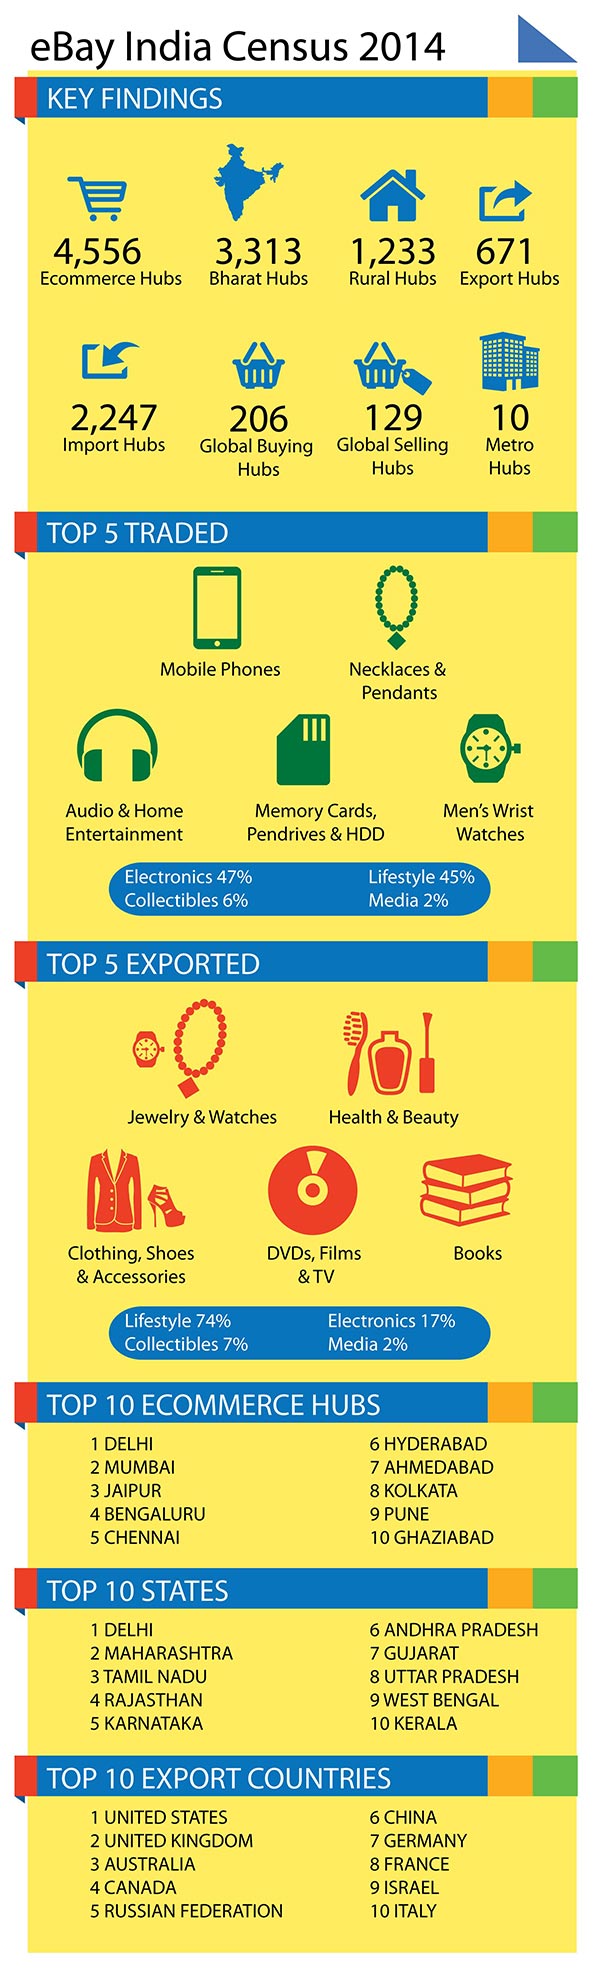 eBay India Census 2014
KEY FINDINGS
4,556
Ecommerce Hubs
3,313
Bharat Hubs
1,233
Rural Hubs
671
Export Hubs
2,247
Import Hubs
206
Global Buying
Hubs
129
Global Selling
Hubs
10
Metro
Hubs
TOP 5 TRADED
Mobile Phones
Necklaces &
Pendants
Audio & Home
Entertainment
Memory Cards,
Pendrives & HDD
Men's Wrist
Watches
Electronics 47%
Lifestyle 45%
Collectibles 6%
Media 2%
TOP 5 EXPORTED
Jewelry & Watches
Health & Beauty
Clothing, Shoes
& Accessories
DVDs, Films
& TV
Books
Lifestyle 74%
Electronics 17%
Collectibles 7%
Media 2%
TOP 10 ECOMMERCE HUBS
1 DELHI
2 MUMBAI
3 JAIPUR
4 BENGALURU
5 CHENNAI
6 HYDERABAD
7 AHMEDABAD
8 KOLKATA
9 PUNE
10 GHAZIABAD
TOP 10 STATES
1 DELHI
2 MAHARASHTRA
3 TAMIL NADU
4 RAJASTHAN
5 KARNATAKA
6 ANDHRA PRADESH
7 GUJARAT
8 UTTAR PRADESH
9 WEST BENGAL
10 KERALA
TOP 10 EXPORT COUNTRIES
1 UNITED STATES
2 UNITED KINGDOM
3 AUSTRALIA
4 CANADA
5 RUSSIAN FEDERATION
6 CHINA
7 GERMANY
8 FRANCE
9 ISRAEL
10 ITALY